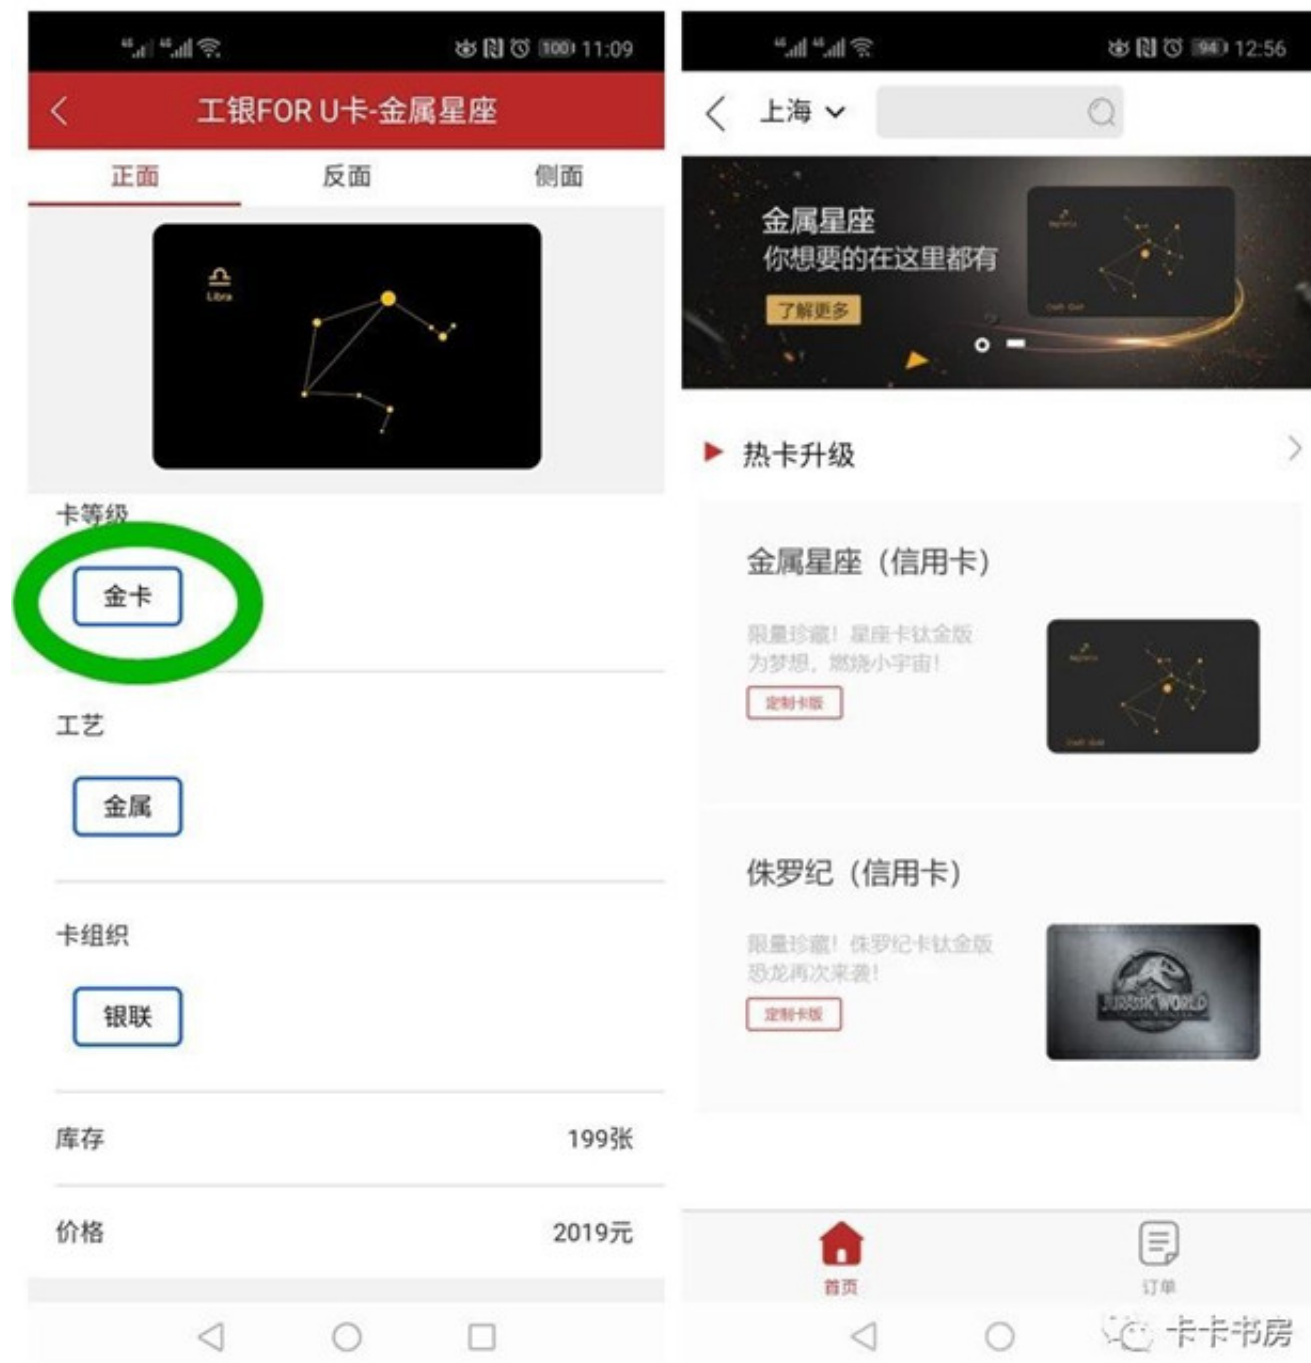 11:09
工银FOR U卡-金属星座
正面
反面
侧面
Libra
卡等级
金卡
工艺
金属
卡组织
银联
库存
199张
价格
2019元
12:56
上海
金属星座
你想要的在这里都有
了解更多
热卡升级
金属星座（信用卡）
限量珍藏！星座卡钛金版
为梦想，燃烧小宇宙！
定制卡版
侏罗纪（信用卡）
限量珍藏！侏罗纪卡钛金版
恐龙再次来袭！
定制卡版
JURASSIC WORLD
首页
订单
卡卡书房